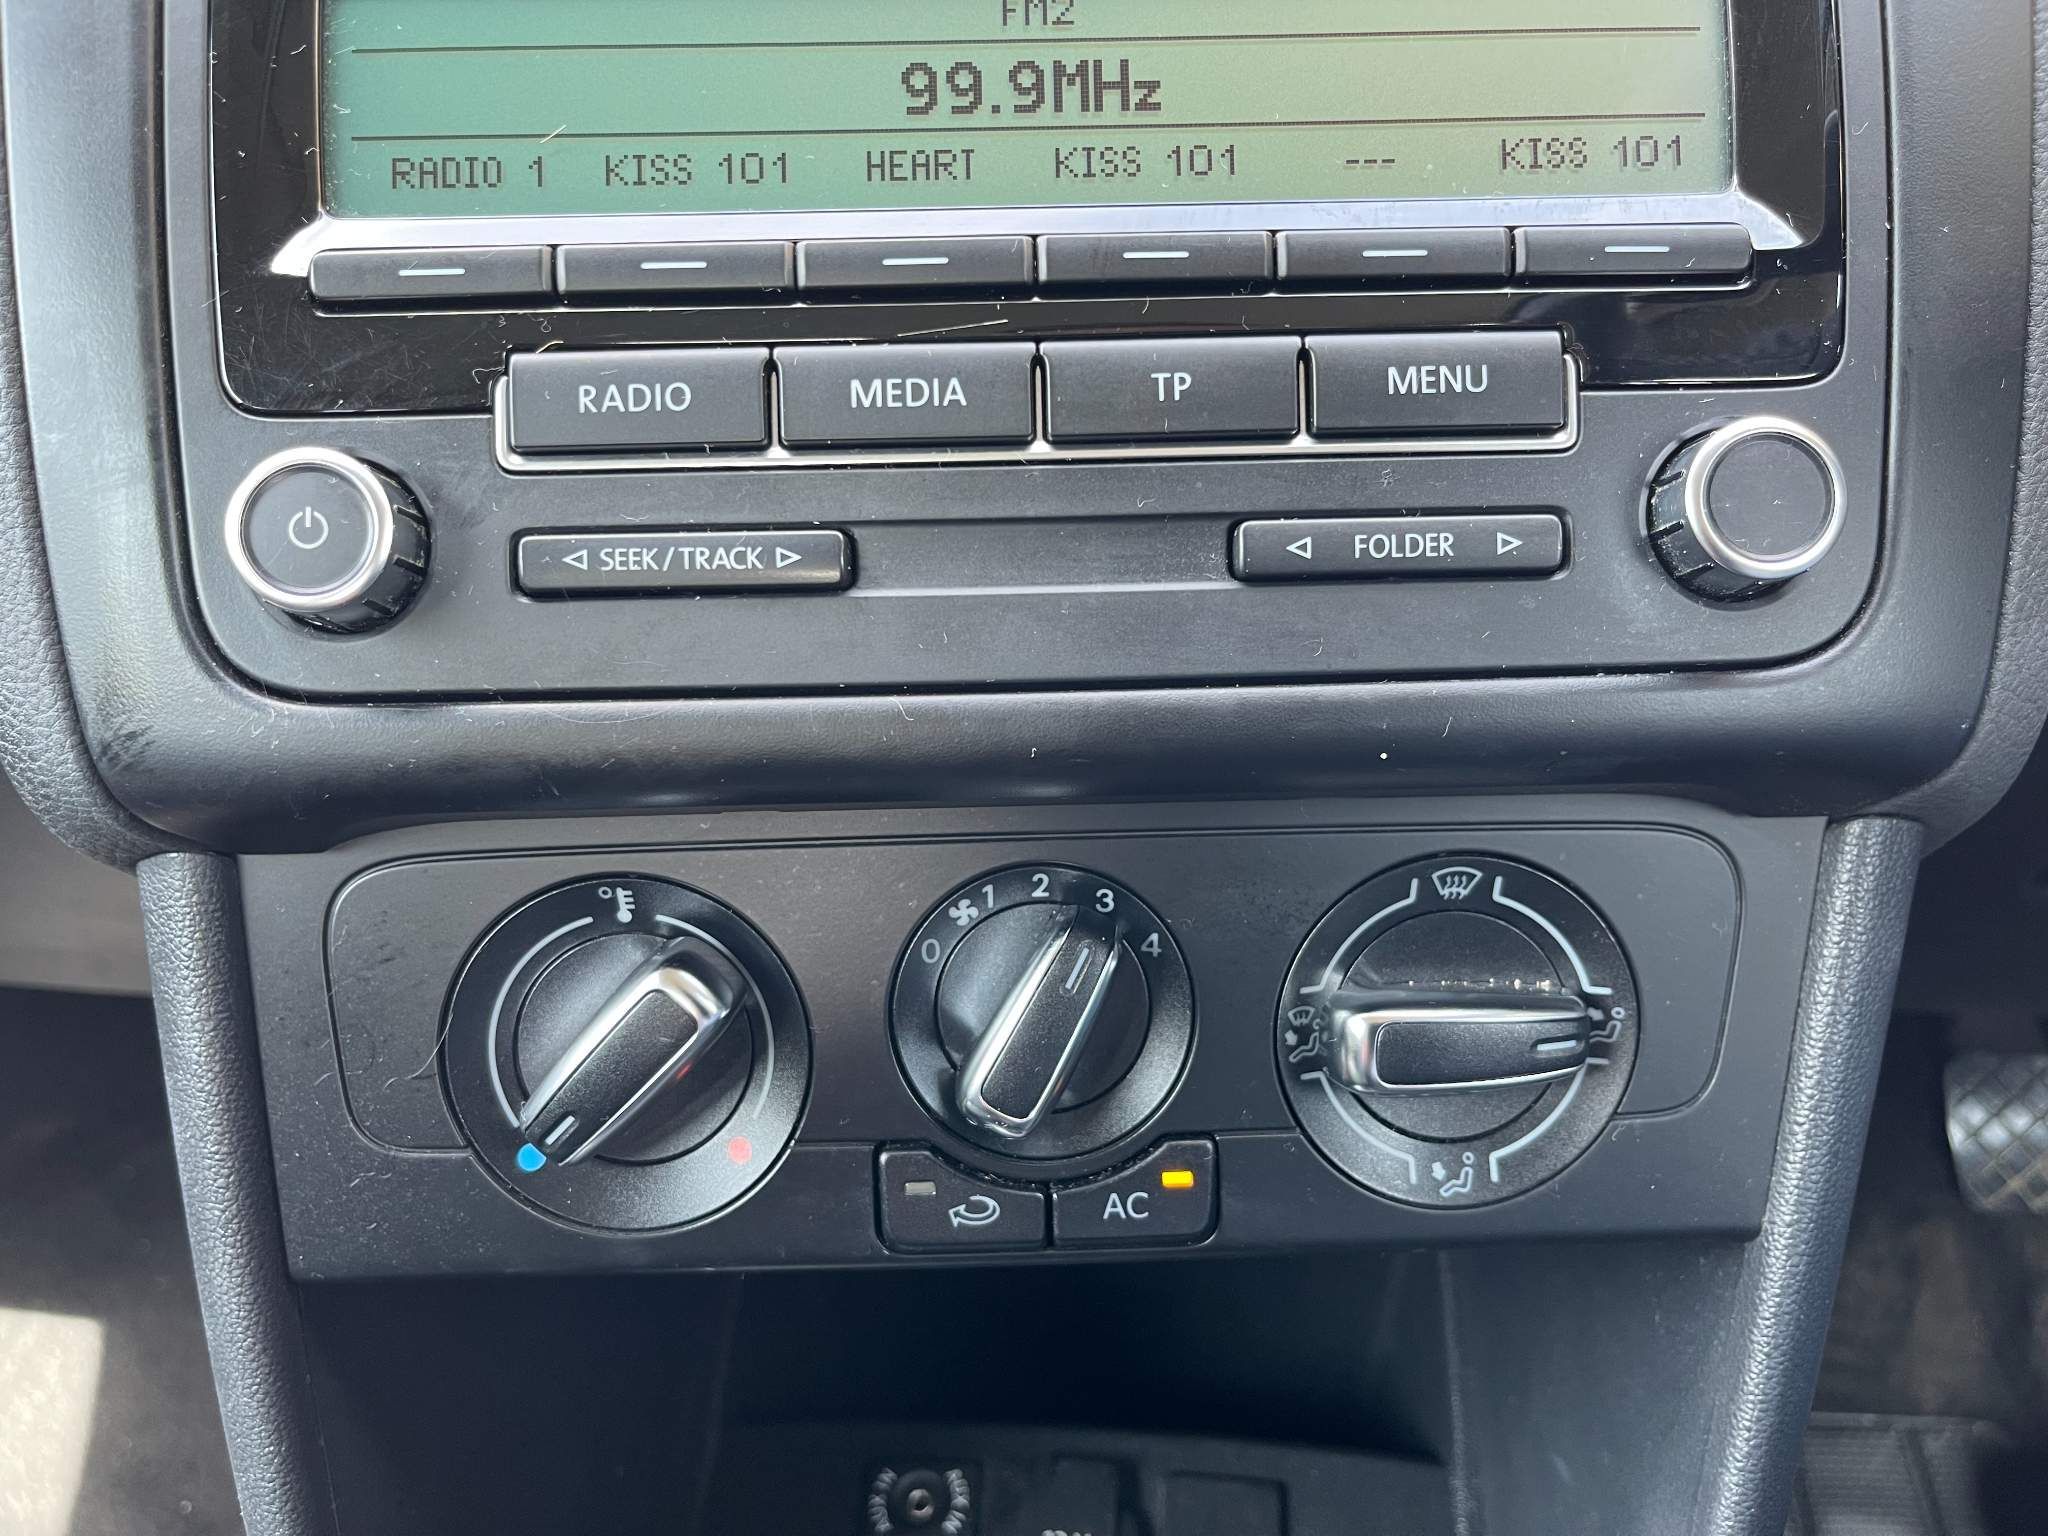 FM2
99.9MHz
RADIO 1 KISS 101 HEART KISS 101 --- KISS 101
RADIO MEDIA TP MENU
SEEK/TRACK FOLDER
0 1 2 3 4
AC